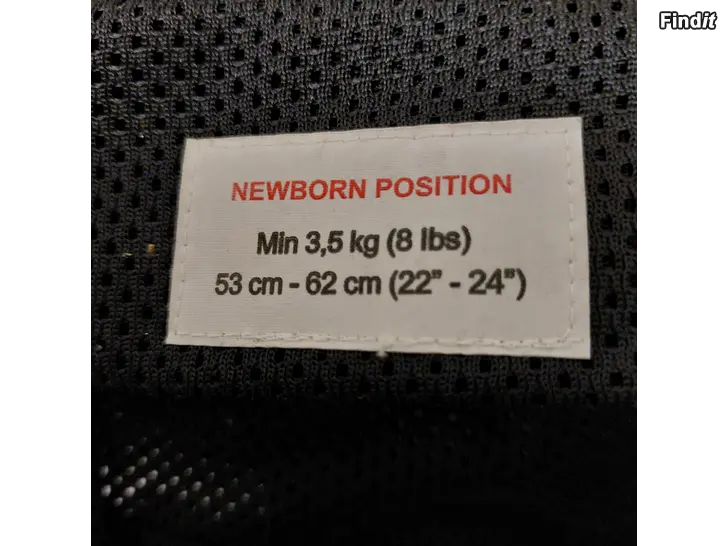 Findit
NEWBORN POSITION
Min 3,5 kg (8 lbs)
53 cm - 62 cm (22” - 24”)